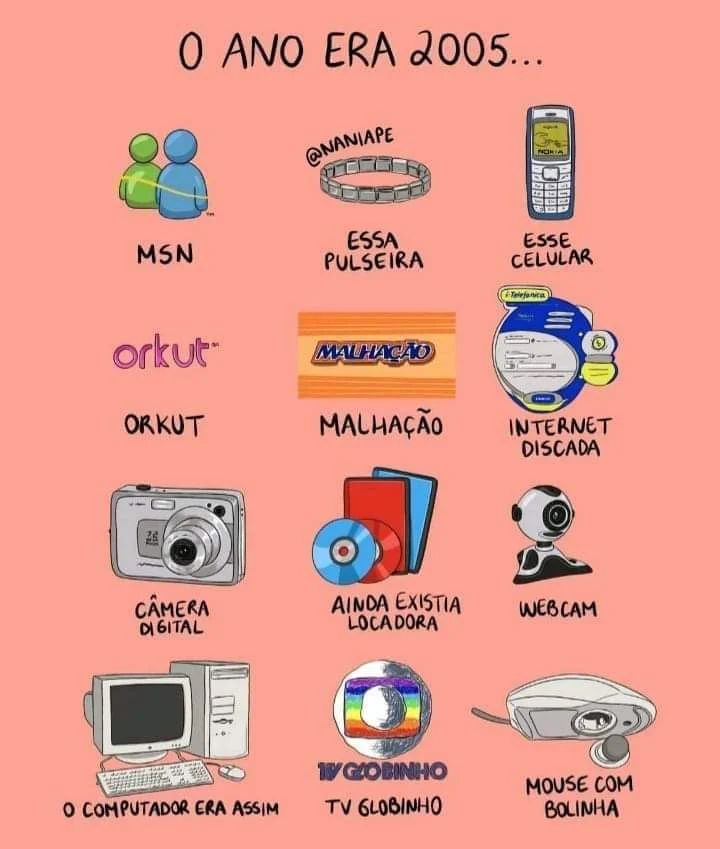 O ANO ERA 2005...
@NANIAPE
NOKIA
MSN
ESSA
PULSEIRA
ESSE
CELULAR
orkut
MALHAÇÃO
i-Telefonica
ORKUT
MALHAÇÃO
INTERNET
DISCADA
CÂMERA
DIGITAL
AINDA EXISTIA
LOCADORA
WEBCAM
TV GLOBINHO
O COMPUTADOR ERA ASSIM
TV GLOBINHO
MOUSE COM
BOLINHA